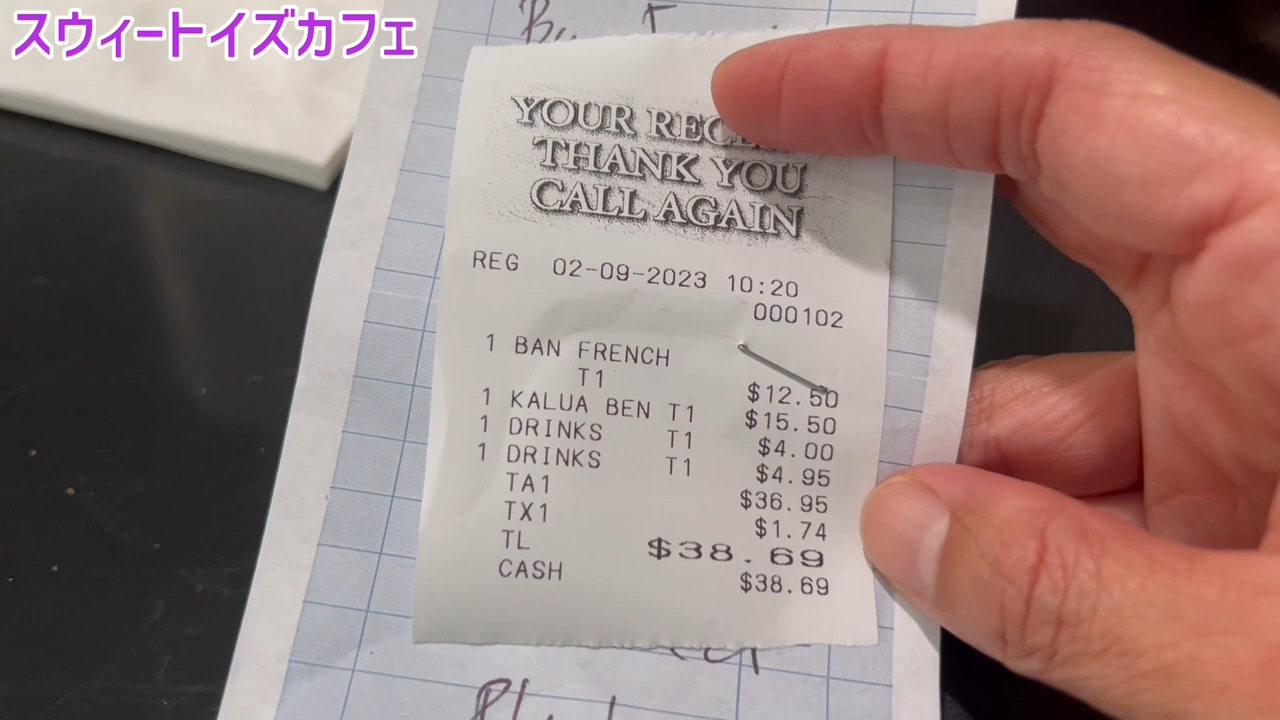 スウィートイズカフェ
YOUR
THANK YOU
CALL AGAIN
REG 02-09-2023 10:20
000102
1 BAN FRENCH
T1 $12.50
1 KALUA BEN T1 $15.50
1 DRINKS T1 $4.00
1 DRINKS T1 $4.95
TA1 $36.95
TX1 $1.74
TL $38.69
CASH $38.69